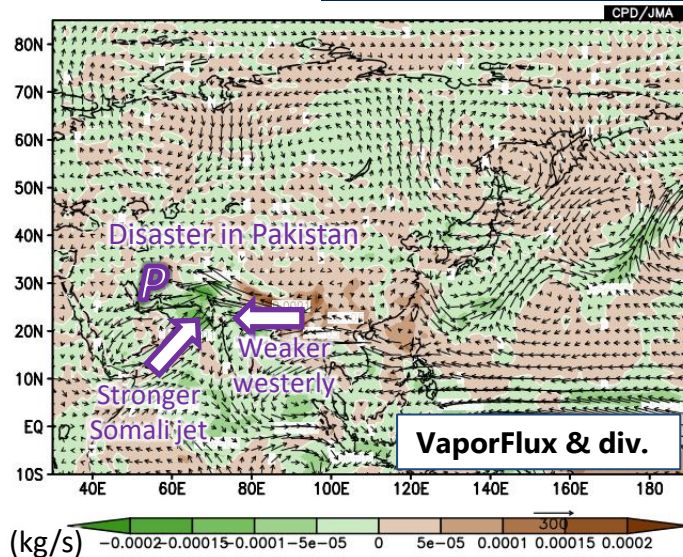 CPD/JMA
80N
70N
60N
50N
40N
30N
20N
10N
EQ
10S
Disaster in Pakistan
P
Weaker
westerly
Stronger
Somali jet
VaporFlux & div.
40E 60E 80E 100E 120E 140E 160E 180
300
(kg/s) -0.0002 -0.00015 -0.0001 -5e-05 0 5e-05 0.0001 0.00015 0.0002